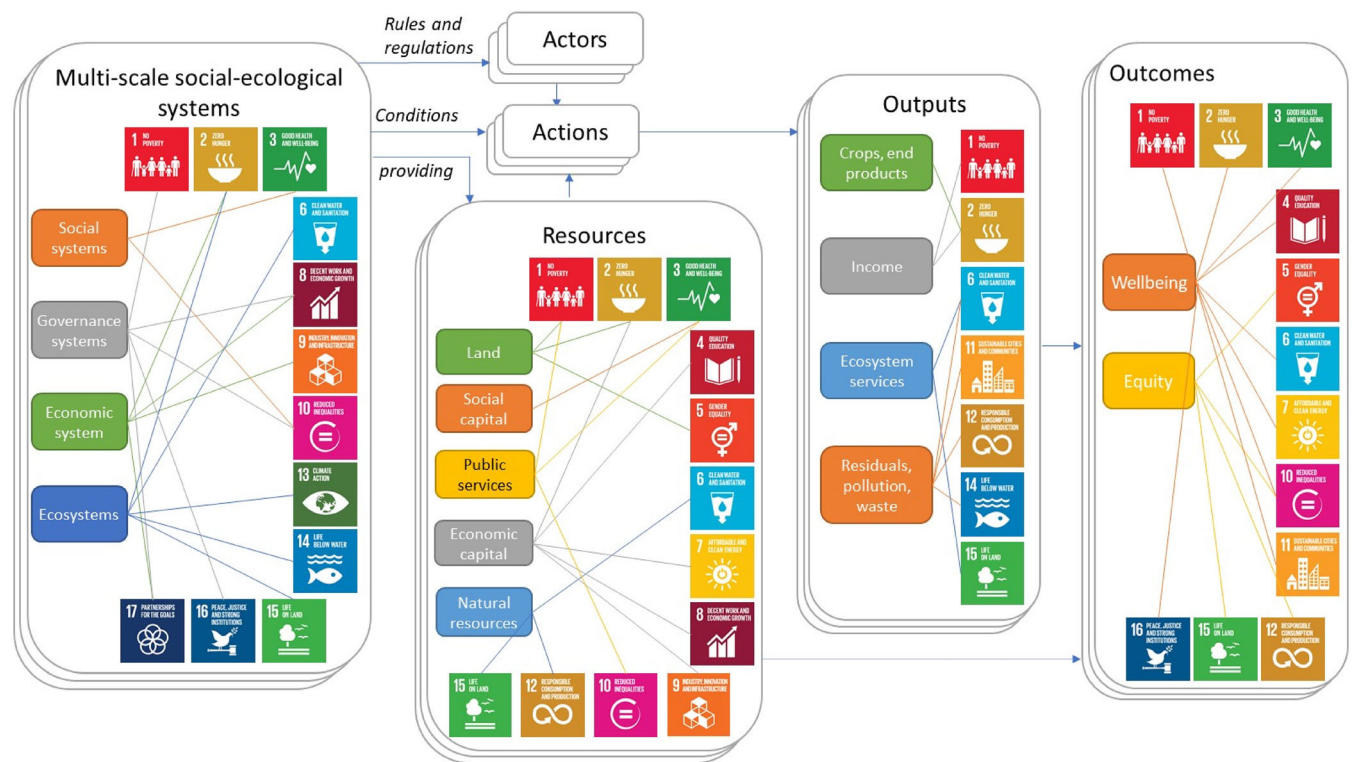 Rules and
regulations
Actors
Multi-scale social-ecological
systems
Conditions
Actions
providing
1 NO
POVERTY
2 ZERO
HUNGER
3 GOOD HEALTH
AND WELL-BEING
Social
systems
6 CLEAN WATER
AND SANITATION
8 DECENT WORK AND
ECONOMIC GROWTH
Governance
systems
9 INDUSTRY, INNOVATION
AND INFRASTRUCTURE
Economic
system
10 REDUCED
INEQUALITIES
13 CLIMATE
ACTION
Ecosystems
14 LIFE
BELOW WATER
17 PARTNERSHIPS
FOR THE GOALS
16 PEACE, JUSTICE
AND STRONG
INSTITUTIONS
15 LIFE
ON LAND
Resources
1 NO
POVERTY
2 ZERO
HUNGER
3 GOOD HEALTH
AND WELL-BEING
Land
4 QUALITY
EDUCATION
Social
capital
5 GENDER
EQUALITY
Public
services
6 CLEAN WATER
AND SANITATION
Economic
capital
7 AFFORDABLE AND
CLEAN ENERGY
Natural
resources
8 DECENT WORK AND
ECONOMIC GROWTH
15 LIFE
ON LAND
12 RESPONSIBLE
CONSUMPTION
AND PRODUCTION
10 REDUCED
INEQUALITIES
9 INDUSTRY, INNOVATION
AND INFRASTRUCTURE
Outputs
Crops, end
products
1 NO
POVERTY
2 ZERO
HUNGER
Income
6 CLEAN WATER
AND SANITATION
Ecosystem
services
11 SUSTAINABLE CITIES
AND COMMUNITIES
12 RESPONSIBLE
CONSUMPTION
AND PRODUCTION
Residuals,
pollution,
waste
14 LIFE
BELOW WATER
15 LIFE
ON LAND
Outcomes
1 NO
POVERTY
2 ZERO
HUNGER
3 GOOD HEALTH
AND WELL-BEING
4 QUALITY
EDUCATION
Wellbeing
5 GENDER
EQUALITY
6 CLEAN WATER
AND SANITATION
Equity
7 AFFORDABLE AND
CLEAN ENERGY
10 REDUCED
INEQUALITIES
11 SUSTAINABLE CITIES
AND COMMUNITIES
16 PEACE, JUSTICE
AND STRONG
INSTITUTIONS
15 LIFE
ON LAND
12 RESPONSIBLE
CONSUMPTION
AND PRODUCTION